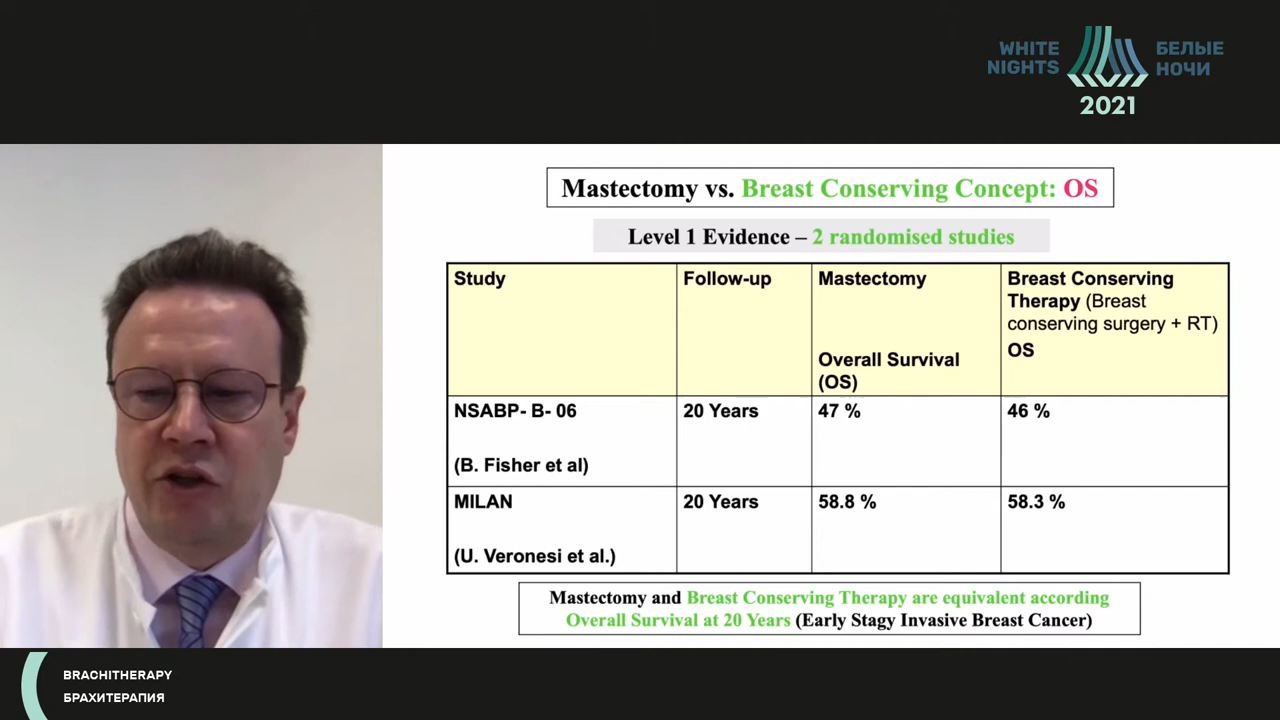 WHITE
NIGHTS
БЕЛЫЕ
НОЧИ
2021
Mastectomy vs. Breast Conserving Concept: OS
Level 1 Evidence – 2 randomised studies
Study
Follow-up
Mastectomy
Overall Survival
(OS)
Breast Conserving
Therapy (Breast
conserving surgery + RT)
OS
NSABP- B- 06
(B. Fisher et al)
20 Years
47 %
46 %
MILAN
(U. Veronesi et al.)
20 Years
58.8 %
58.3 %
Mastectomy and Breast Conserving Therapy are equivalent according
Overall Survival at 20 Years (Early Stagy Invasive Breast Cancer)
BRACHITHERAPY
БРАХИТЕРАПИЯ